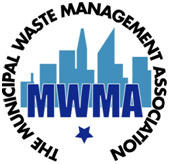 THE MUNICIPAL WASTE MANAGEMENT ASSOCIATION
MWMA